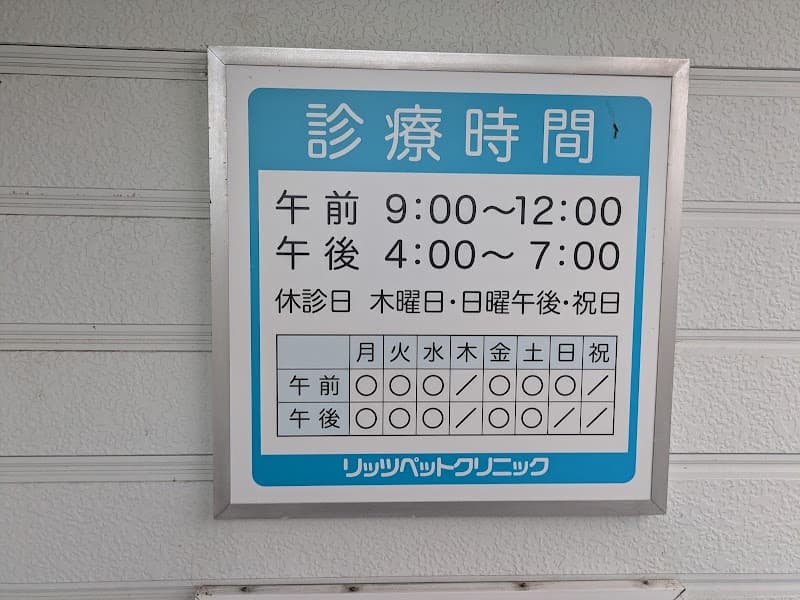 診療時間
午前 9:00〜12:00
午後 4:00〜 7:00
休診日 木曜日・日曜午後・祝日
月 火 水 木 金 土 日 祝
午前 ○ ○ ○ ／ ○ ○ ○ ／
午後 ○ ○ ○ ／ ○ ○ ／ ／
リッツペットクリニック